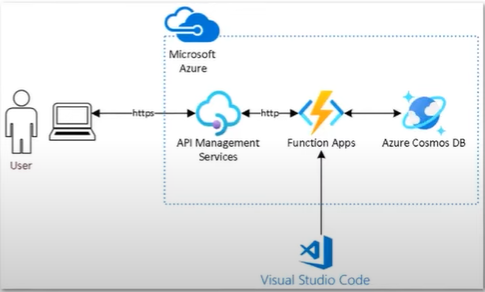 Microsoft
Azure
https
http
API Management
Services
Function Apps
Azure Cosmos DB
User
Visual Studio Code